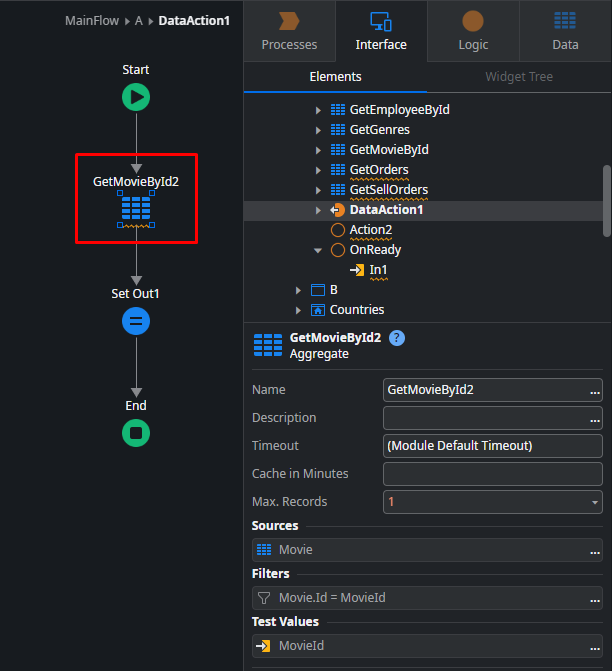 MainFlow ▸ A ▸ DataAction1
Start
GetMovieById2
Set Out1
End
Processes
Interface
Logic
Data
Elements
Widget Tree
GetEmployeeById
GetGenres
GetMovieById
GetOrders
GetSellOrders
DataAction1
Action2
OnReady
In1
B
Countries
GetMovieById2 ?
Aggregate
Name GetMovieById2 ...
Description ...
Timeout (Module Default Timeout)
Cache in Minutes
Max. Records 1
Sources
Movie ...
Filters
Movie.Id = MovieId ...
Test Values
MovieId ...